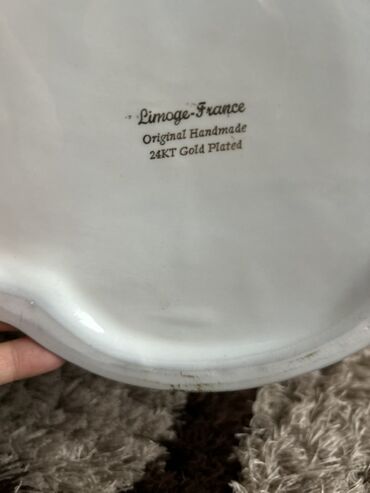 Limoge-France
Original Handmade
24KT Gold Plated